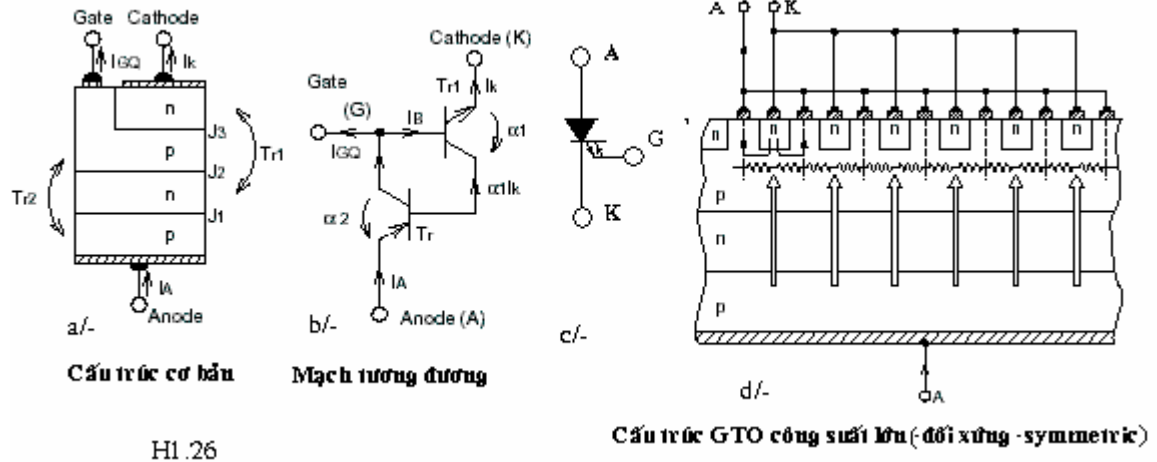 Gate Cathode
IGQ
Ik
n
J3
p
J2
n
J1
p
Tr1
Tr2
IA
Anode
a/-
Cấu trúc cơ bản
Cathode (K)
Gate
(G)
Tr1
Ik
IB
IGQ
α1
α1Ik
α2
Tr
IA
Anode (A)
b/-
Mạch tương đương
A
G
K
c/-
A K
n n n n n n n
p
n
p
A
d/-
Cấu trúc GTO công suất lớn (-đối xứng -symmetric)
H1.26